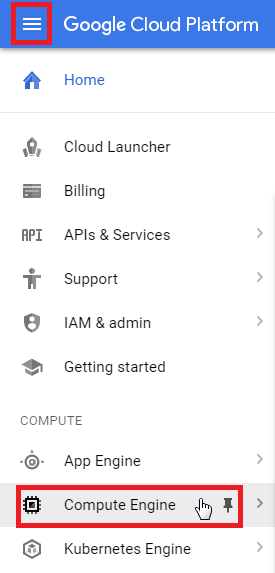 Google Cloud Platform
Home
Cloud Launcher
Billing
API APIs & Services
Support
IAM & admin
Getting started
COMPUTE
App Engine
Compute Engine
Kubernetes Engine